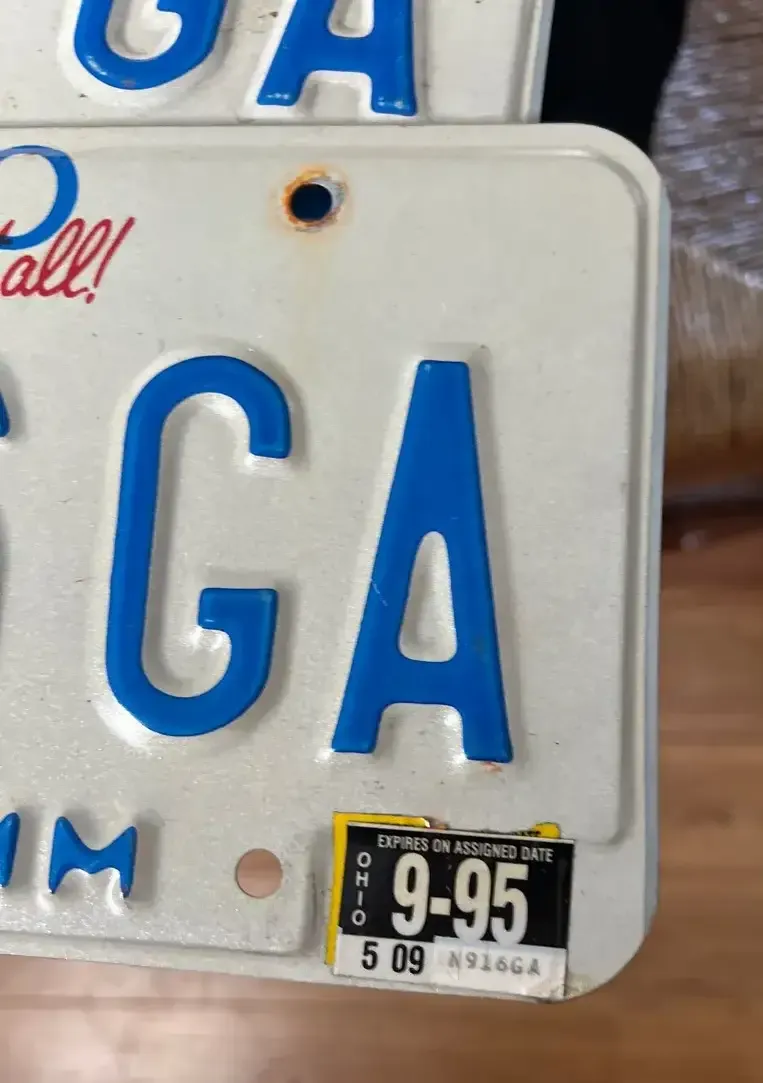 GA
O
all!
GA
M
EXPIRES ON ASSIGNED DATE
OHIO
9-95
5 09 N916GA